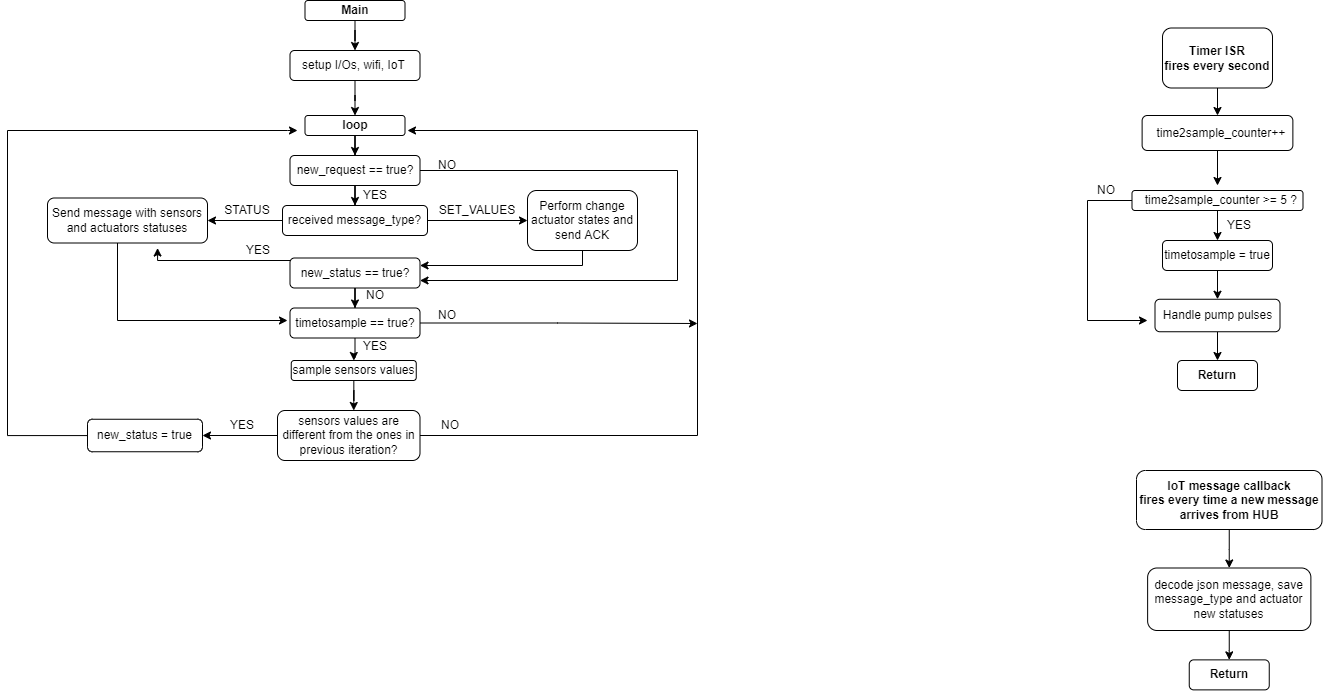 Main
setup I/Os, wifi, IoT
loop
new_request == true?
NO
YES
received message_type?
STATUS
Send message with sensors
and actuators statuses
SET_VALUES
Perform change
actuator states and
send ACK
YES
new_status == true?
NO
timetosample == true?
NO
YES
sample sensors values
sensors values are
different from the ones in
previous iteration?
YES
new_status = true
NO
Timer ISR
fires every second
time2sample_counter++
NO
time2sample_counter >= 5 ?
YES
timetosample = true
Handle pump pulses
Return
IoT message callback
fires every time a new message
arrives from HUB
decode json message, save
message_type and actuator
new statuses
Return